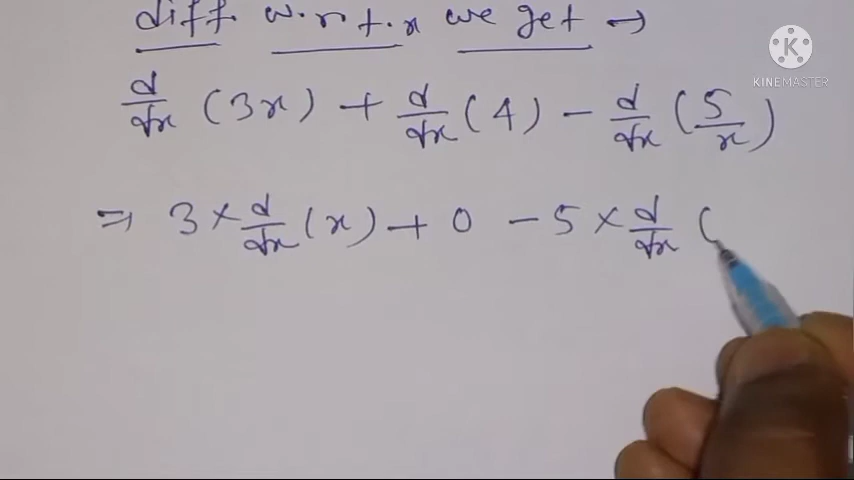 diff. w.r.t.x we get →
d/dx (3x) + d/dx (4) - d/dx (5/x)
KINEMASTER
⇒ 3 × d/dx (x) + 0 - 5 × d/dx (